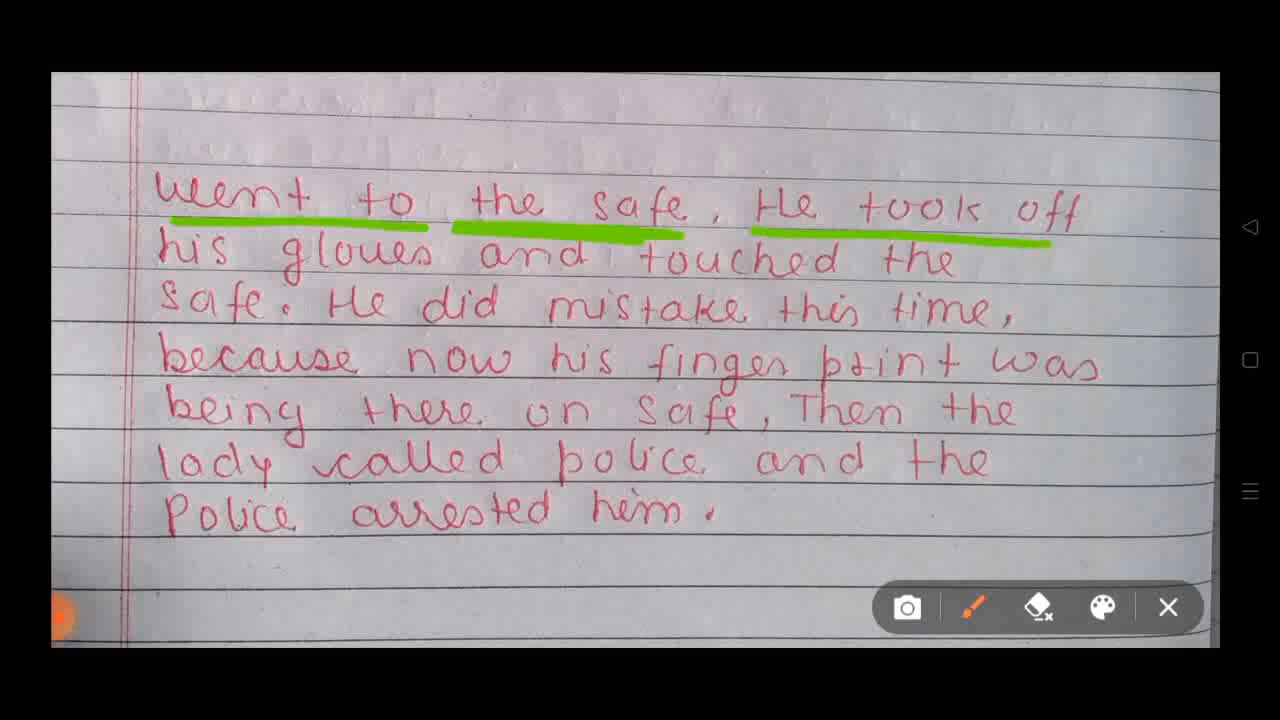 went to the safe. He took off
his gloves and touched the
safe. He did mistake this time,
because now his finger print was
being there on safe, Then the
lady called police and the
Police arrested him.